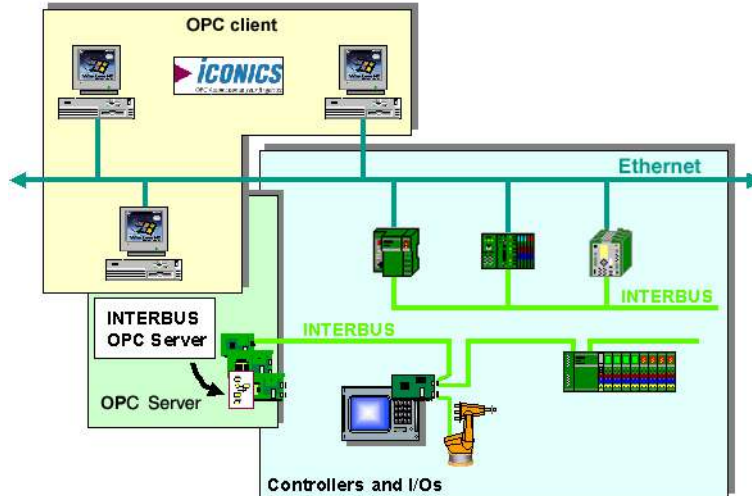 OPC client
ICONICS
Ethernet
INTERBUS
INTERBUS
OPC Server
INTERBUS
OPC Server
Controllers and I/Os